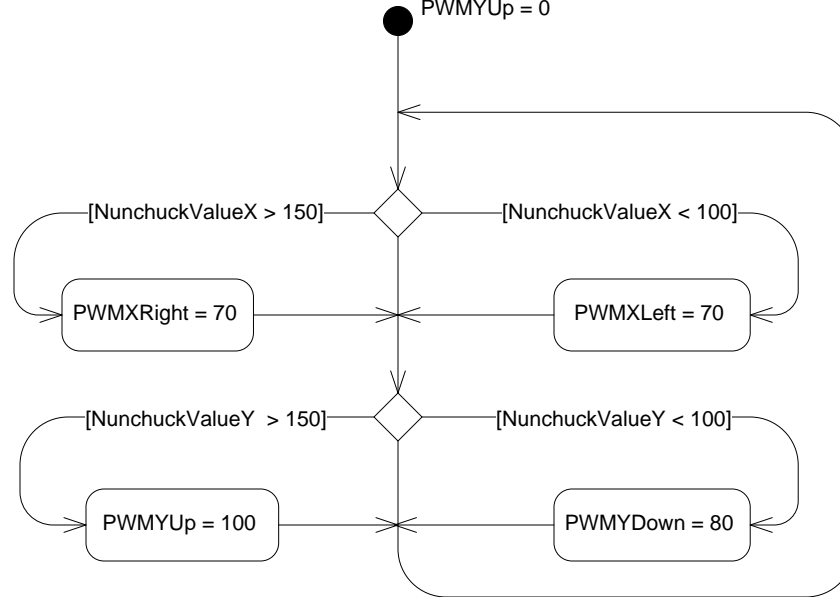 PWMYUp = 0
[NunchuckValueX > 150]
[NunchuckValueX < 100]
PWMXRight = 70
PWMXLeft = 70
[NunchuckValueY  > 150]
[NunchuckValueY < 100]
PWMYUp = 100
PWMYDown = 80